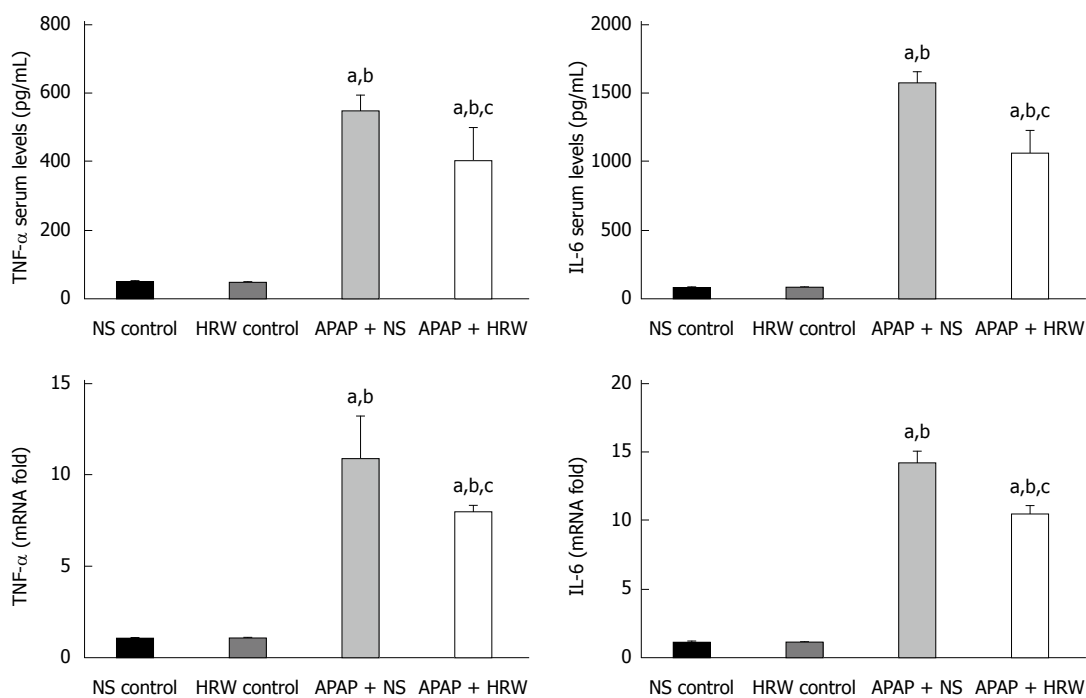 TNF-α serum levels (pg/mL)
800
600
400
200
0
a,b
a,b,c
NS control HRW control APAP + NS APAP + HRW
IL-6 serum levels (pg/mL)
2000
1500
1000
500
0
a,b
a,b,c
NS control HRW control APAP + NS APAP + HRW
TNF-α (mRNA fold)
15
10
5
0
a,b
a,b,c
NS control HRW control APAP + NS APAP + HRW
IL-6 (mRNA fold)
20
15
10
5
0
a,b
a,b,c
NS control HRW control APAP + NS APAP + HRW